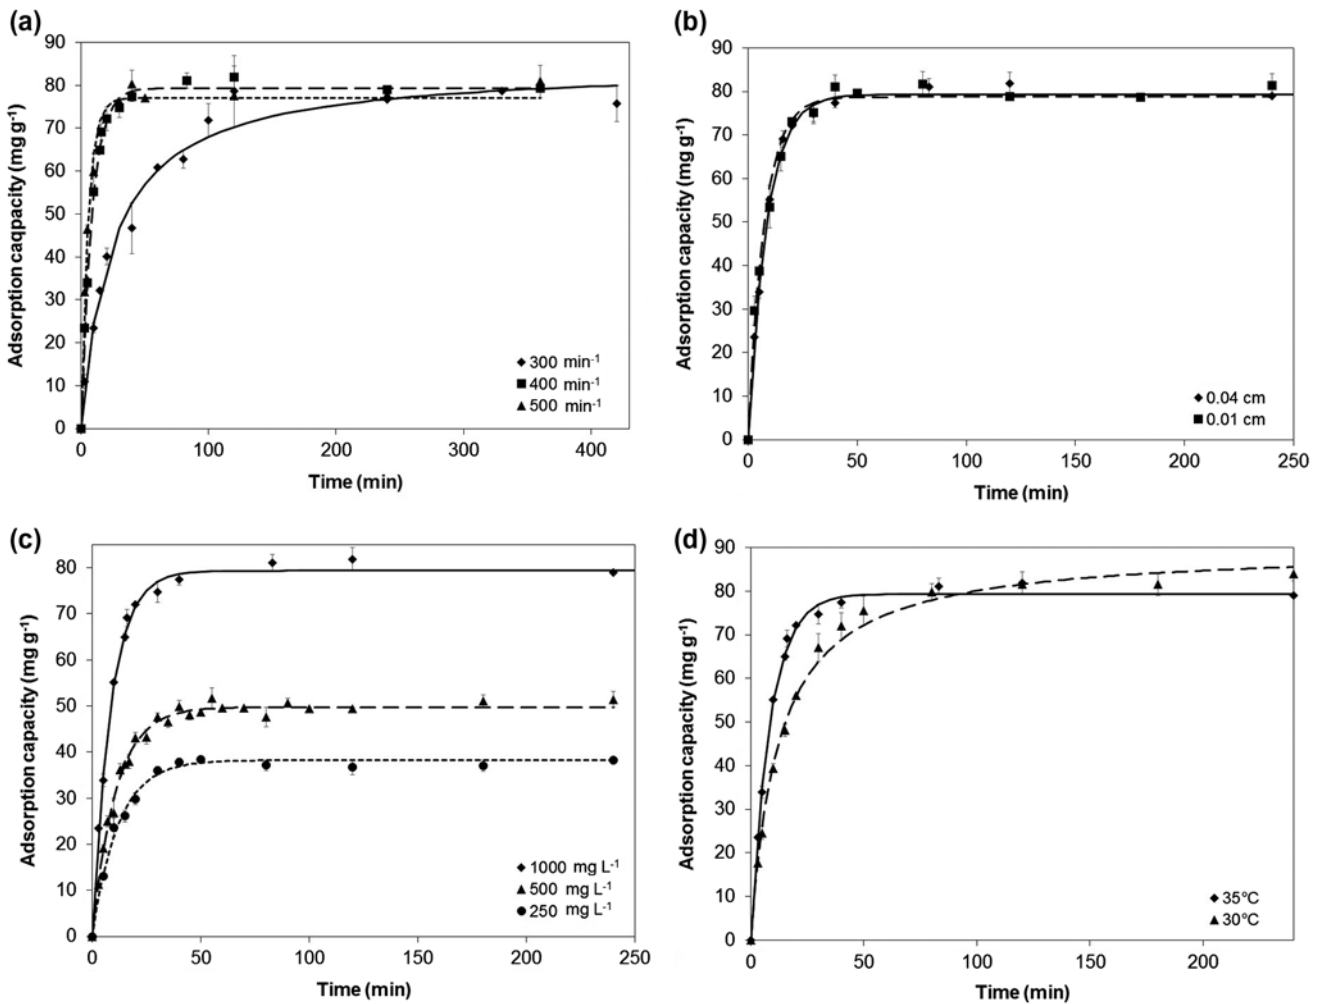 (a)
90
80
70
60
50
40
30
20
10
0
Adsorption caqpacity (mg g⁻¹)
300 min⁻¹
400 min⁻¹
500 min⁻¹
0 100 200 300 400
Time (min)
(b)
90
80
70
60
50
40
30
20
10
0
Adsorption capacity (mg g⁻¹)
0.04 cm
0.01 cm
0 50 100 150 200 250
Time (min)
(c)
80
70
60
50
40
30
20
10
0
Adsorption capacity (mg g⁻¹)
1000 mg L⁻¹
500 mg L⁻¹
250 mg L⁻¹
0 50 100 150 200 250
Time (min)
(d)
90
80
70
60
50
40
30
20
10
0
Adsorption capacity (mg g⁻¹)
35°C
30°C
0 50 100 150 200
Time (min)